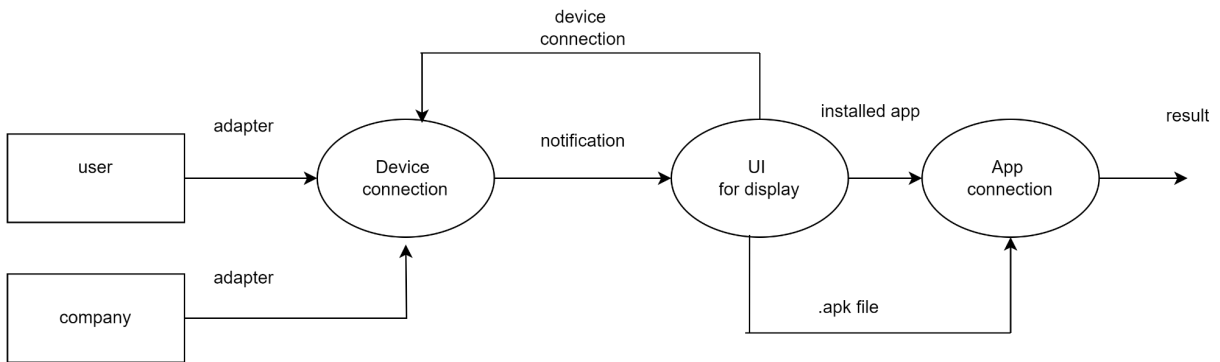 device
connection
adapter
installed app
result
notification
user
Device
connection
UI
for display
App
connection
adapter
company
.apk file